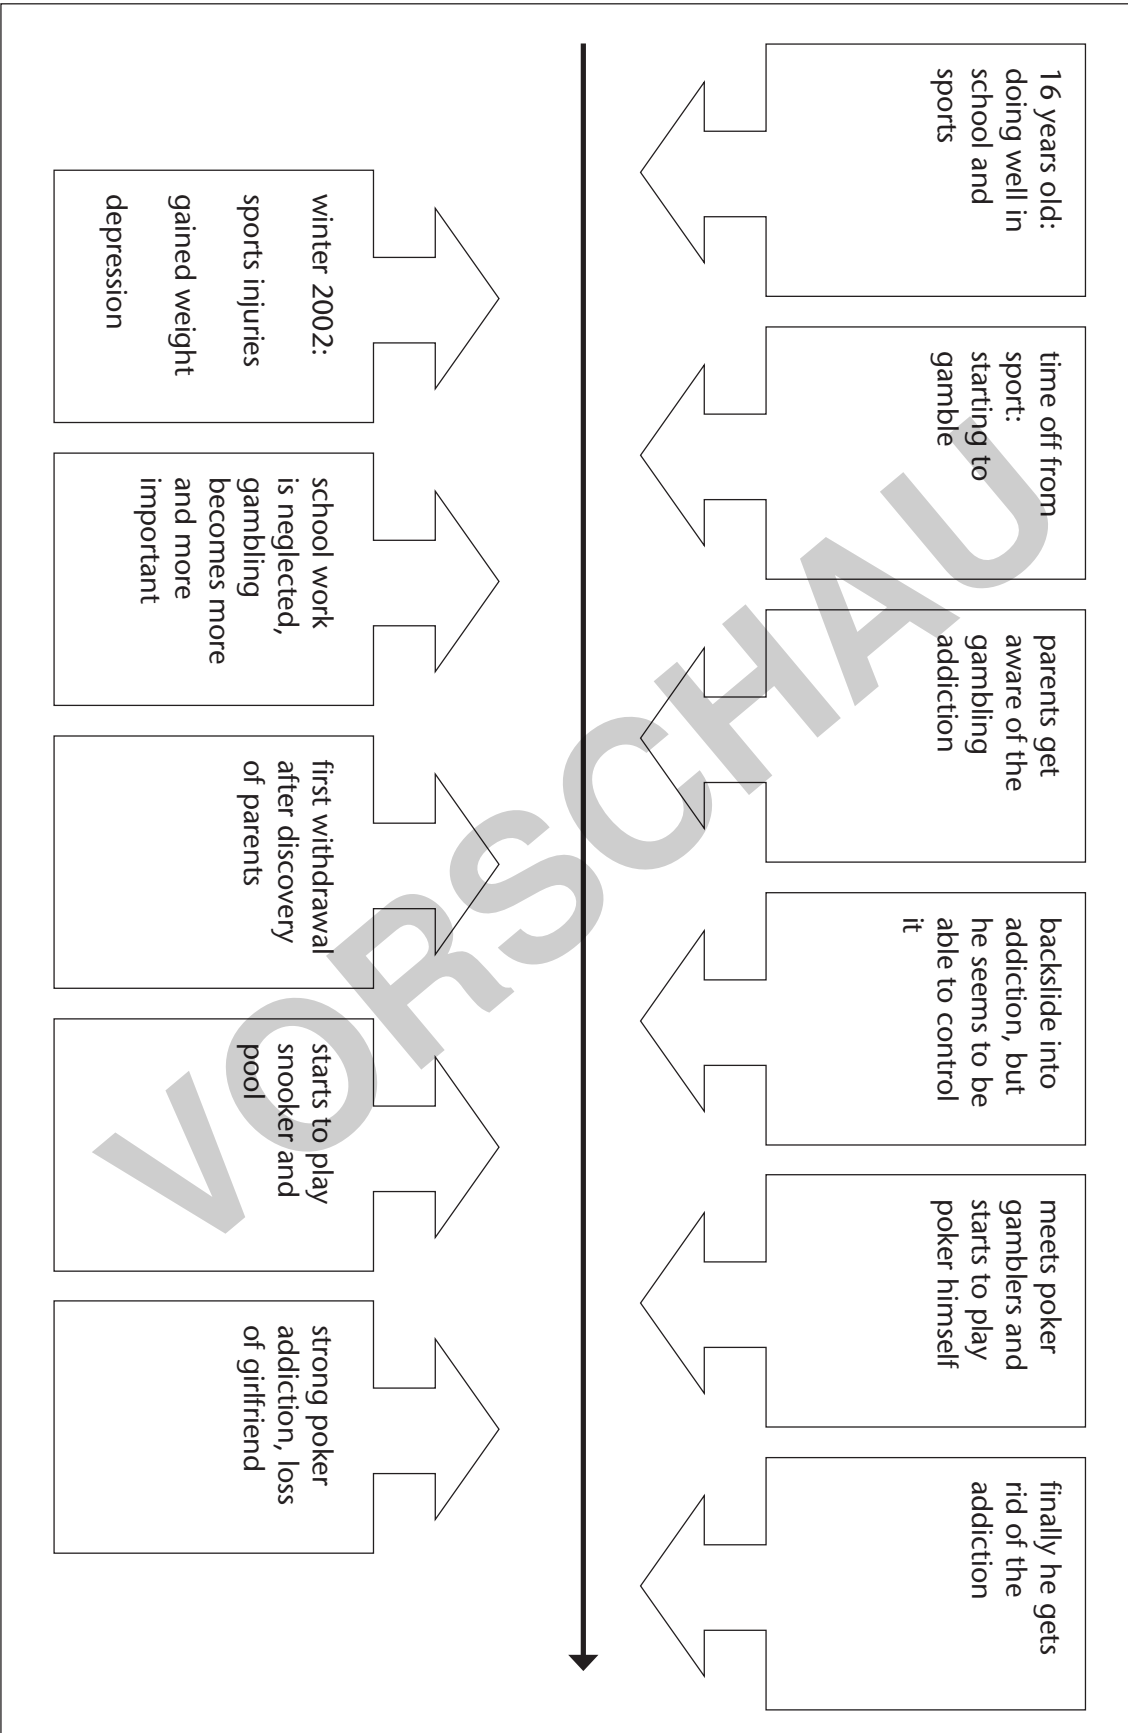 16 years old:
doing well in
school and
sports
time off from
sport:
starting to
gamble
parents get
aware of the
gambling
addiction
backslide into
addiction, but
he seems to be
able to control
it
meets poker
gamblers and
starts to play
poker himself
finally he gets
rid of the
addiction
winter 2002:
sports injuries
gained weight
depression
school work
is neglected,
gambling
becomes more
and more
important
first withdrawal
after discovery
of parents
starts to play
snooker and
pool
strong poker
addiction, loss
of girlfriend
VORSCHAU